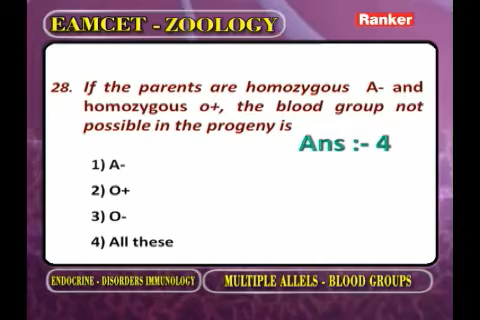 EAMCET - ZOOLOGY
Ranker
28. If the parents are homozygous A- and
homozygous o+, the blood group not
possible in the progeny is
Ans :- 4
1) A-
2) O+
3) O-
4) All these
ENDOCRINE - DISORDERS IMMUNOLOGY
MULTIPLE ALLELS - BLOOD GROUPS